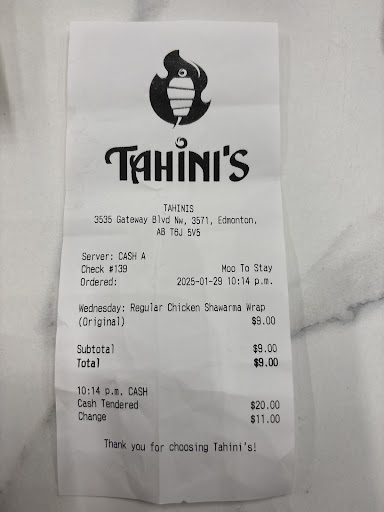 TAHINI'S
TAHINIS
3535 Gateway Blvd Nw, 3571, Edmonton,
AB T6J 5V5
Server: CASH A
Check #139 Moo To Stay
Ordered: 2025-01-29 10:14 p.m.
Wednesday: Regular Chicken Shawarma Wrap
(Original) $9.00
Subtotal $9.00
Total $9.00
10:14 p.m. CASH
Cash Tendered $20.00
Change $11.00
Thank you for choosing Tahini's!